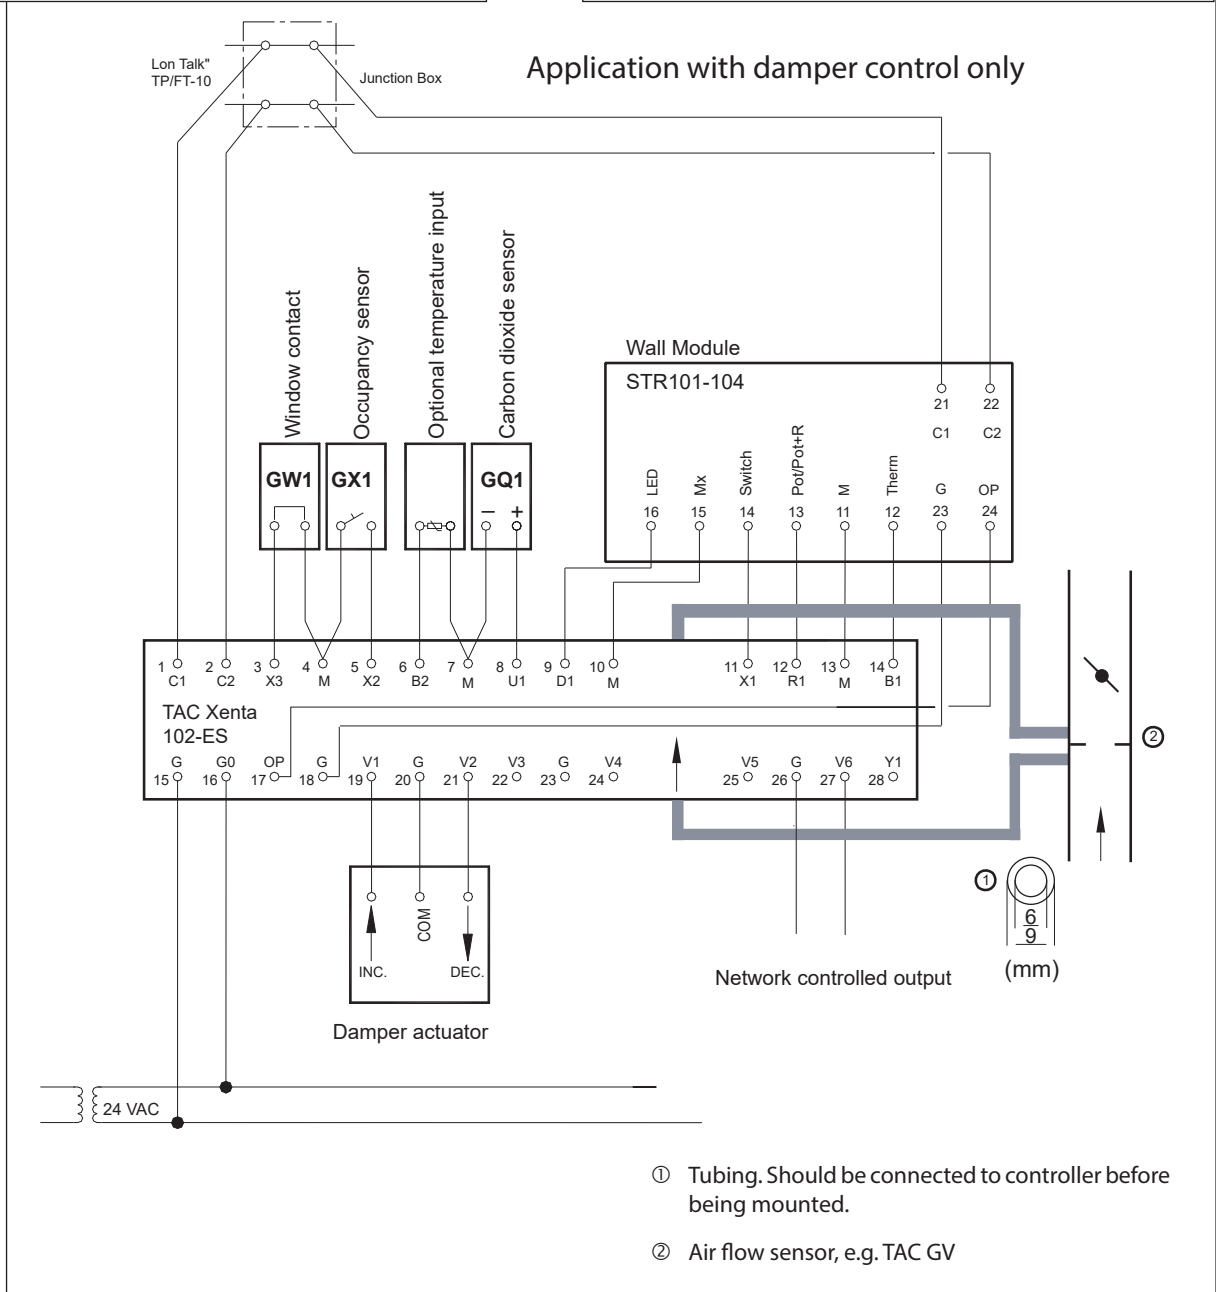 Application with damper control only
Lon Talk"
TP/FT-10
Junction Box
Window contact
Occupancy sensor
Optional temperature input
Carbon dioxide sensor
GW1
GX1
GQ1
− +
Wall Module
STR101-104
21 22
C1 C2
LED Mx Switch Pot/Pot+R M Therm G OP
16 15 14 13 11 12 23 24
1 2 3 4 5 6 7 8 9 10 11 12 13 14
C1 C2 X3 M X2 B2 M U1 D1 M X1 R1 M B1
TAC Xenta
102-ES
G G0 OP G V1 G V2 V3 G V4 V5 G V6 Y1
15 16 17 18 19 20 21 22 23 24 25 26 27 28
②
①
6
9
(mm)
COM
INC. DEC.
Damper actuator
Network controlled output
24 VAC
① Tubing. Should be connected to controller before
being mounted.
② Air flow sensor, e.g. TAC GV